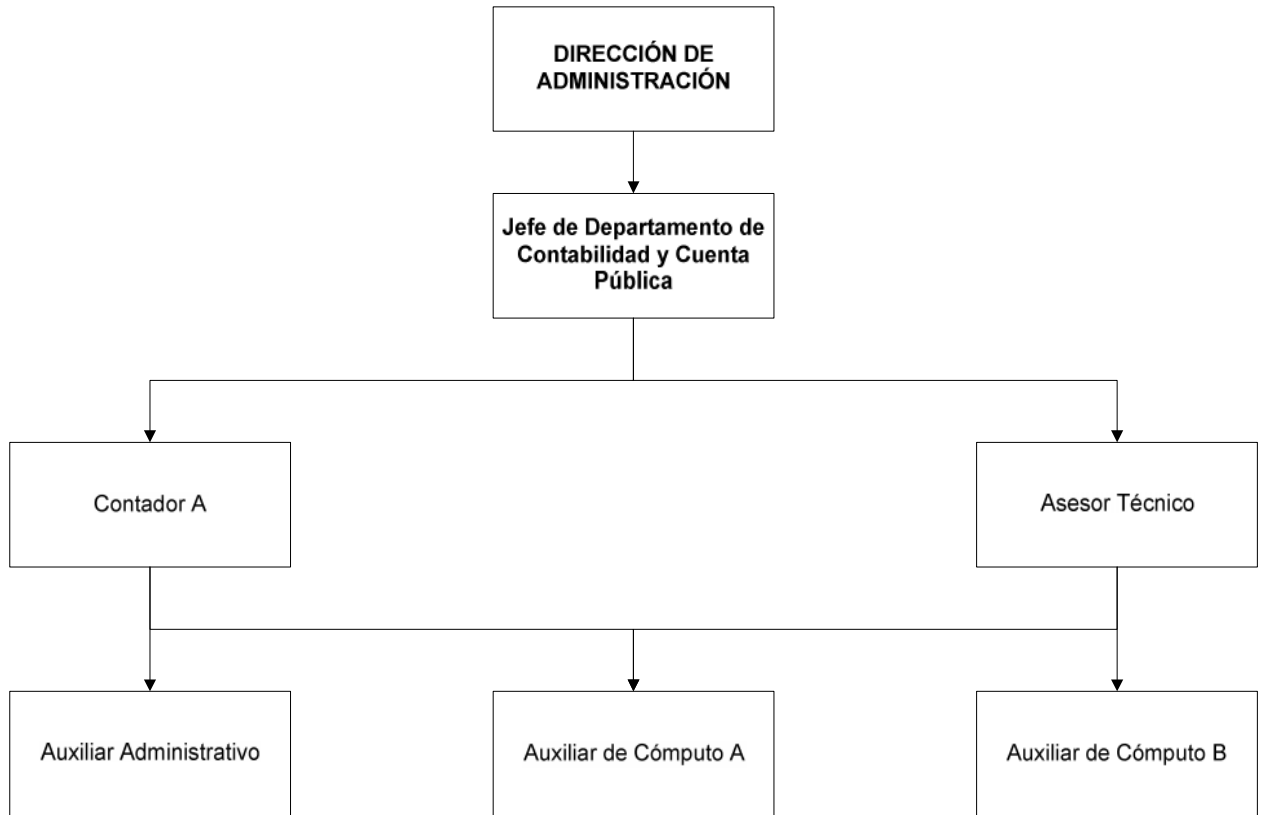 DIRECCIÓN DE
ADMINISTRACIÓN
Jefe de Departamento de
Contabilidad y Cuenta
Pública
Contador A
Asesor Técnico
Auxiliar Administrativo
Auxiliar de Cómputo A
Auxiliar de Cómputo B